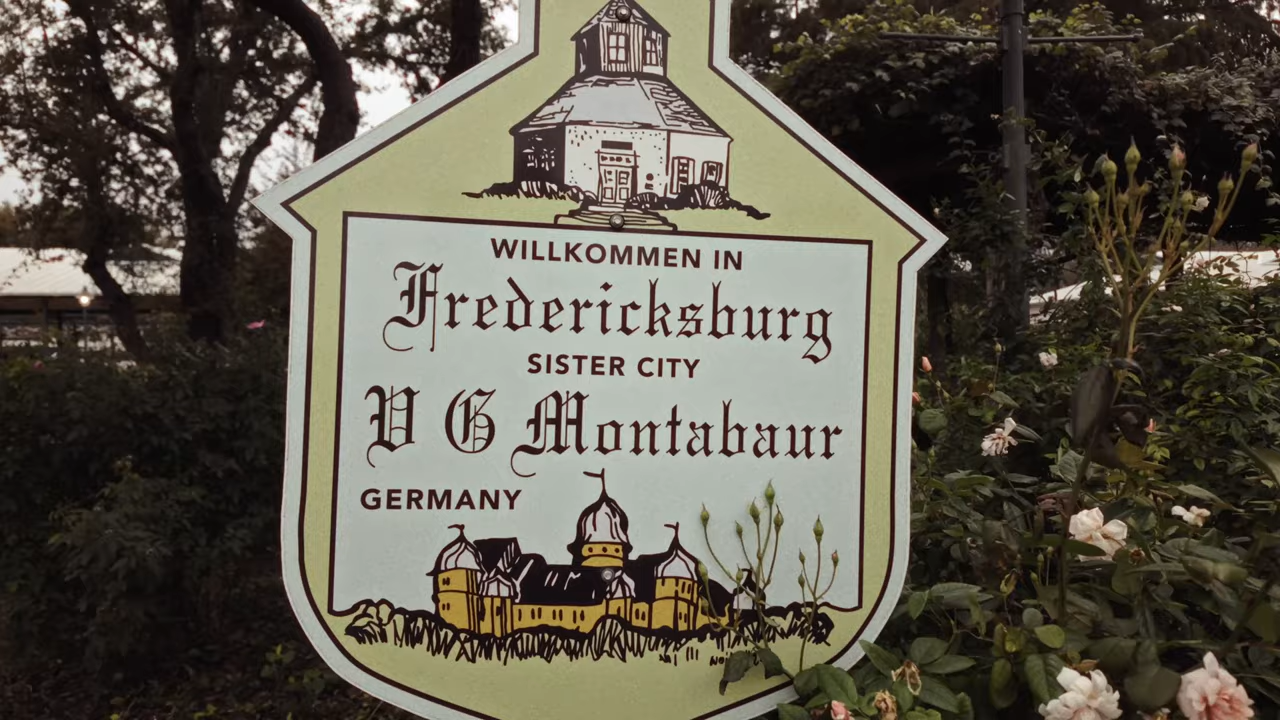 WILLKOMMEN IN
Fredericksburg
SISTER CITY
V G Montabaur
GERMANY